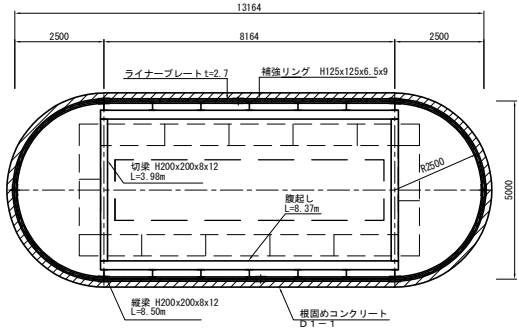 13164
2500
8164
2500
ライナープレート t=2.7
補強リング H125x125x6.5x9
切梁 H200x200x8x12
L=3.98m
R2500
5000
腹起し
L=8.37m
縦梁 H200x200x8x12
L=8.50m
根固めコンクリート
D1-1